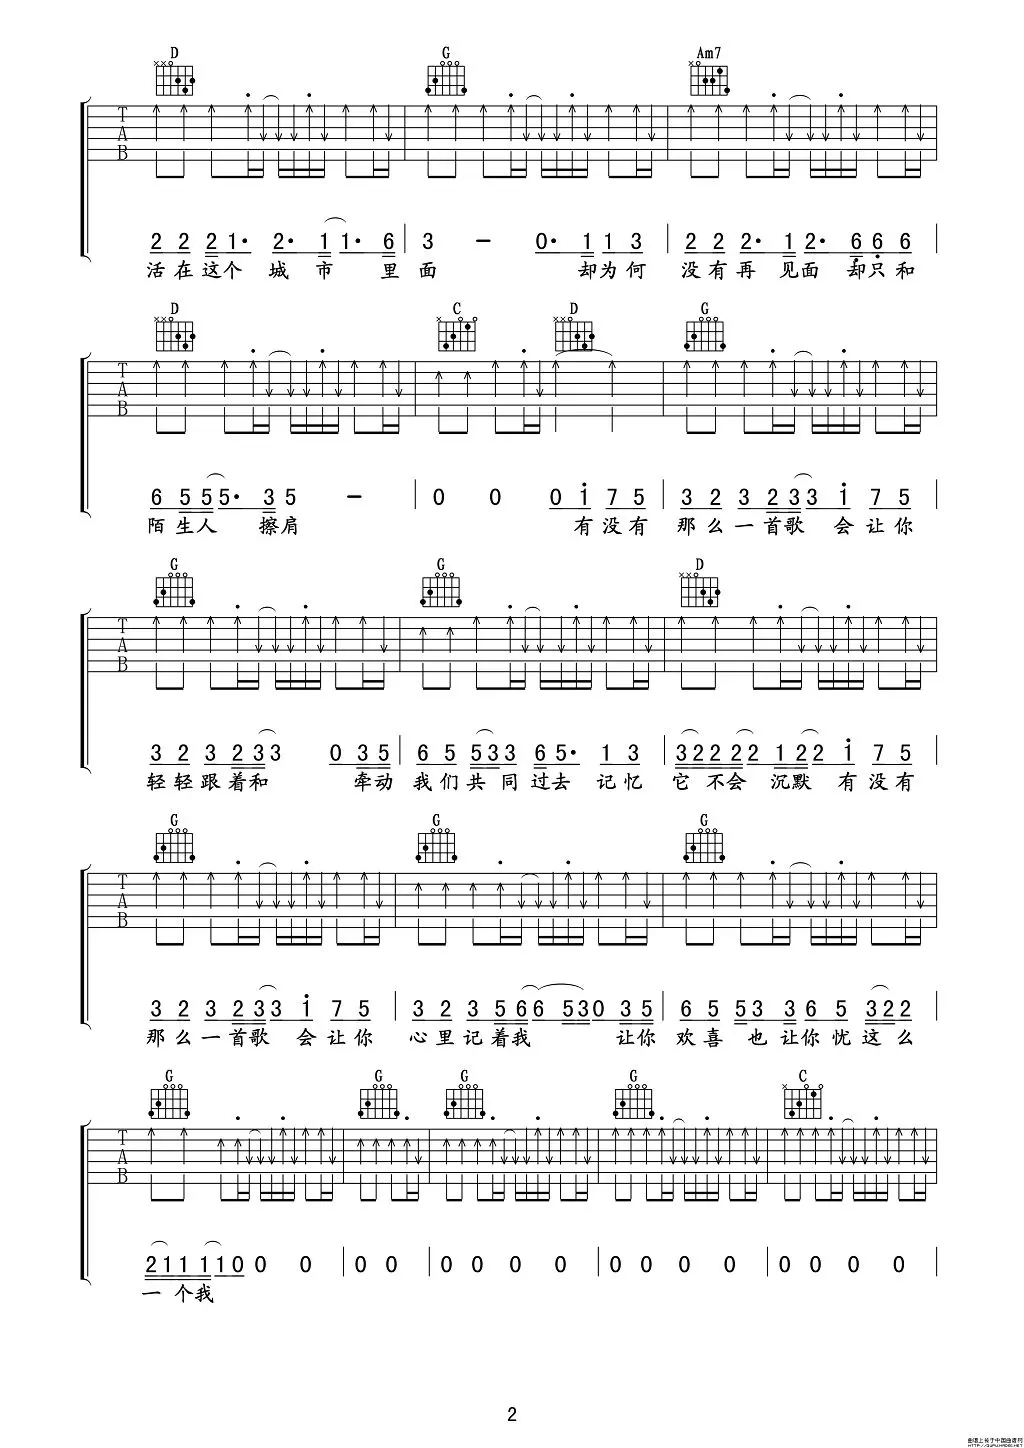 D G Am7
T A B
2 2 2 1· 2· 1 1· 6 3 - 0· 1 1 3 2 2 2· 1 2· 6 6 6
活在这个 城 市 里 面 却为何 没有再 见面 却只和
D C D G
T A B
6 5 5 5· 3 5 - 0 0 0 1 7 5 3 2 3 2 3 3 1 7 5
陌生人 擦肩 有没有 那么一首歌 会让你
G G D
T A B
3 2 3 2 3 3 0 3 5 6 5 5 3 3 6 5· 1 3 3 2 2 2 2 1 2 2 1 7 5
轻轻跟着和 牵动 我们共同过去 记忆 它 不会 沉默 有没有
G G G
T A B
3 2 3 2 3 3 1 7 5 3 2 3 5 6 6 5 3 0 3 5 6 5 5 3 3 6 5 3 2 2
那么一首歌 会让你 心里记着我 让你 欢喜 也让你忧这么
G G G G C
T A B
2 1 1 1 1 0 0 0 0 0 0 0 0 0 0 0 0 0 0 0 0 0 0 0
一 个我
2